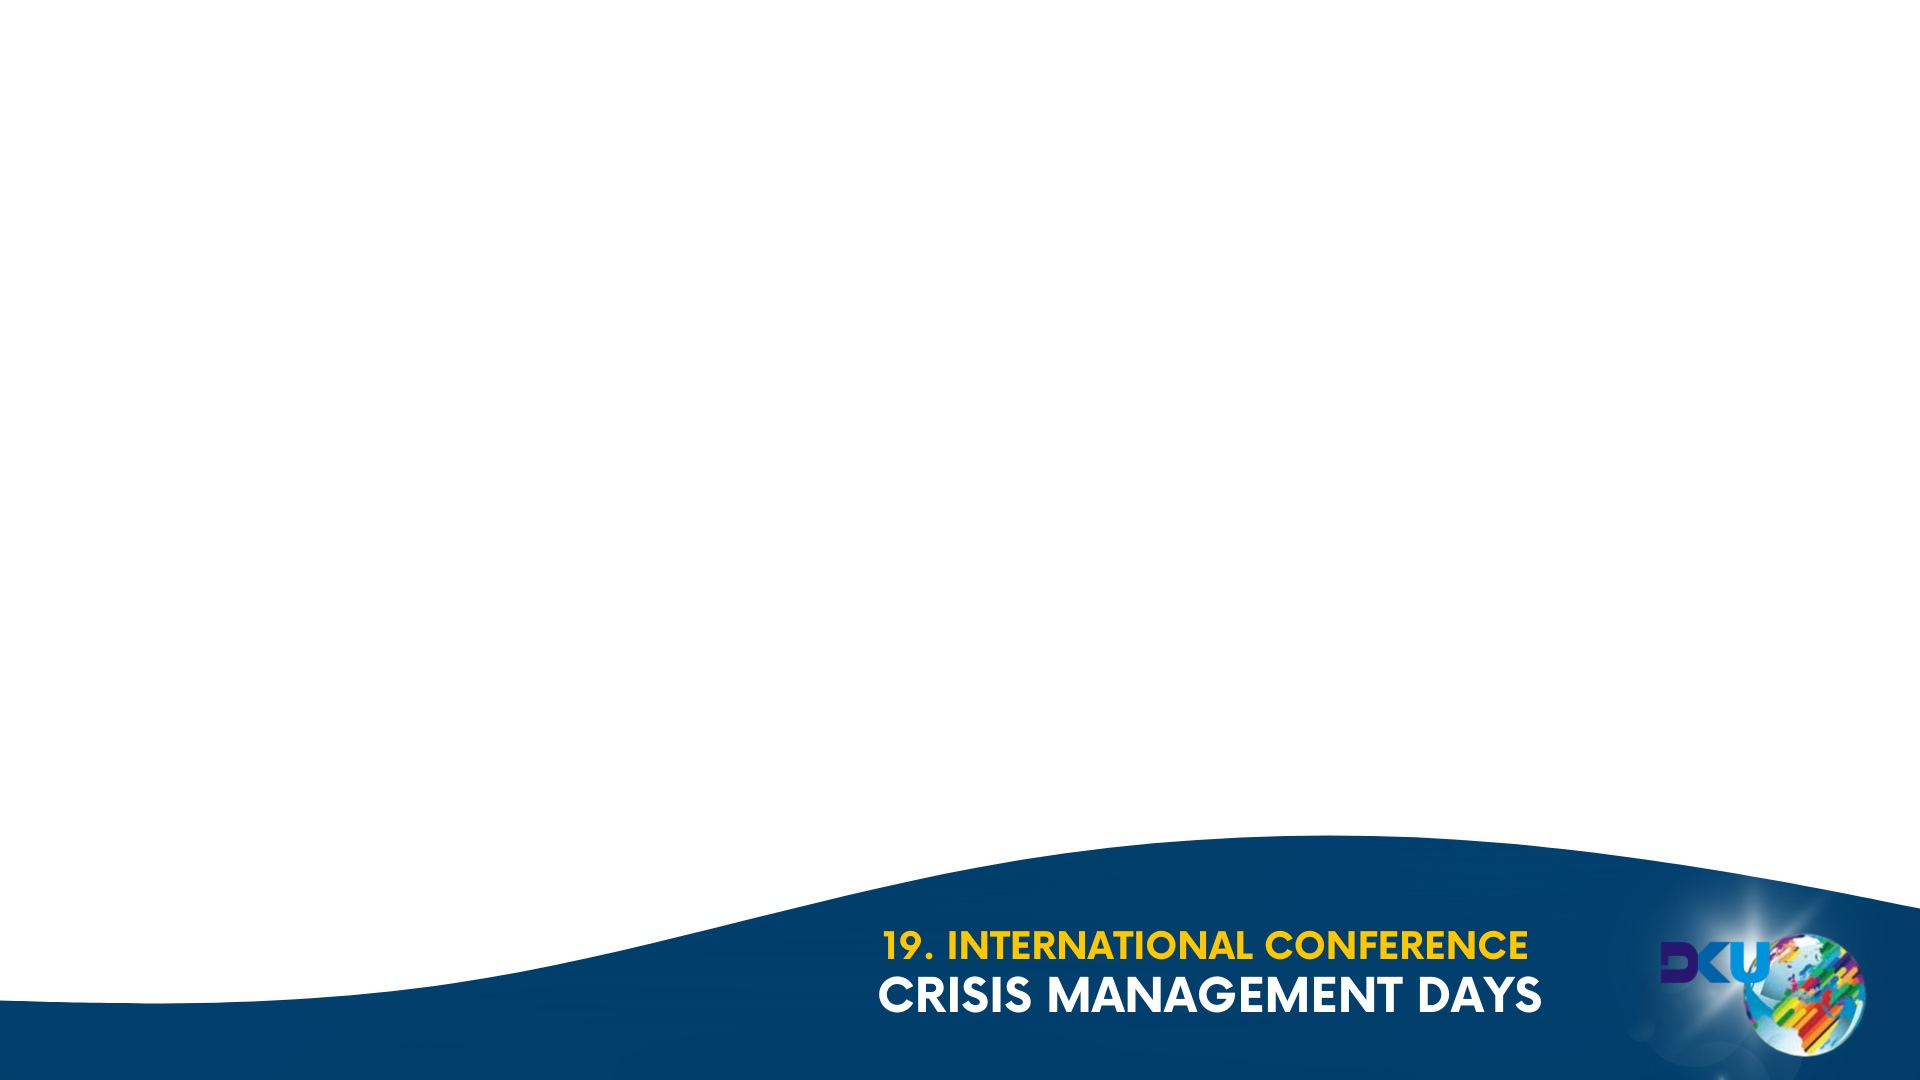 19. INTERNATIONAL CONFERENCE
CRISIS MANAGEMENT DAYS
DKU